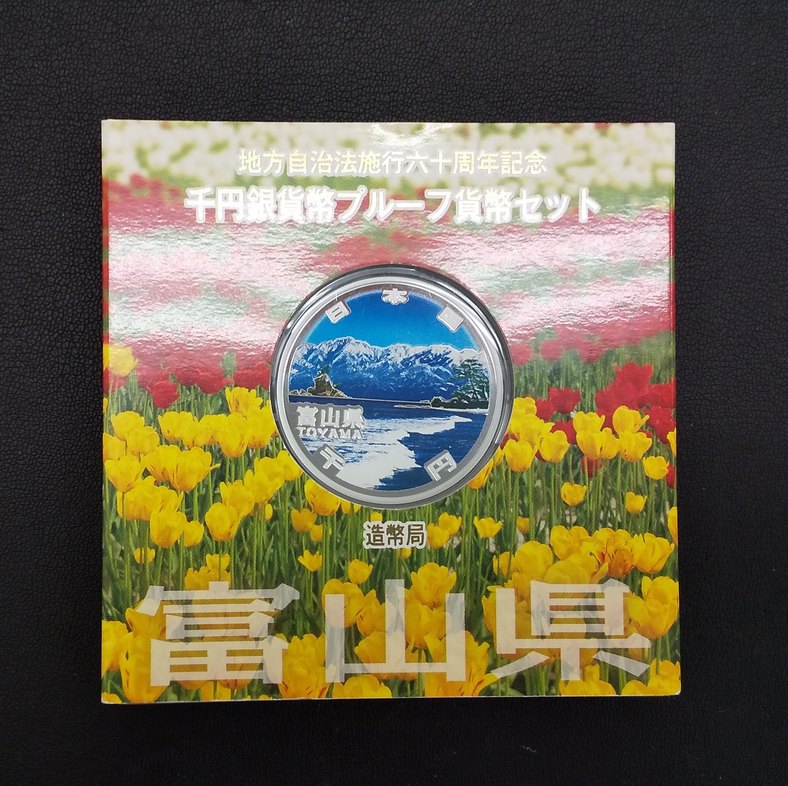 地方自治法施行六十周年記念
千円銀貨幣プルーフ貨幣セット
日本国
富山県
TOYAMA
千円
造幣局
富山県